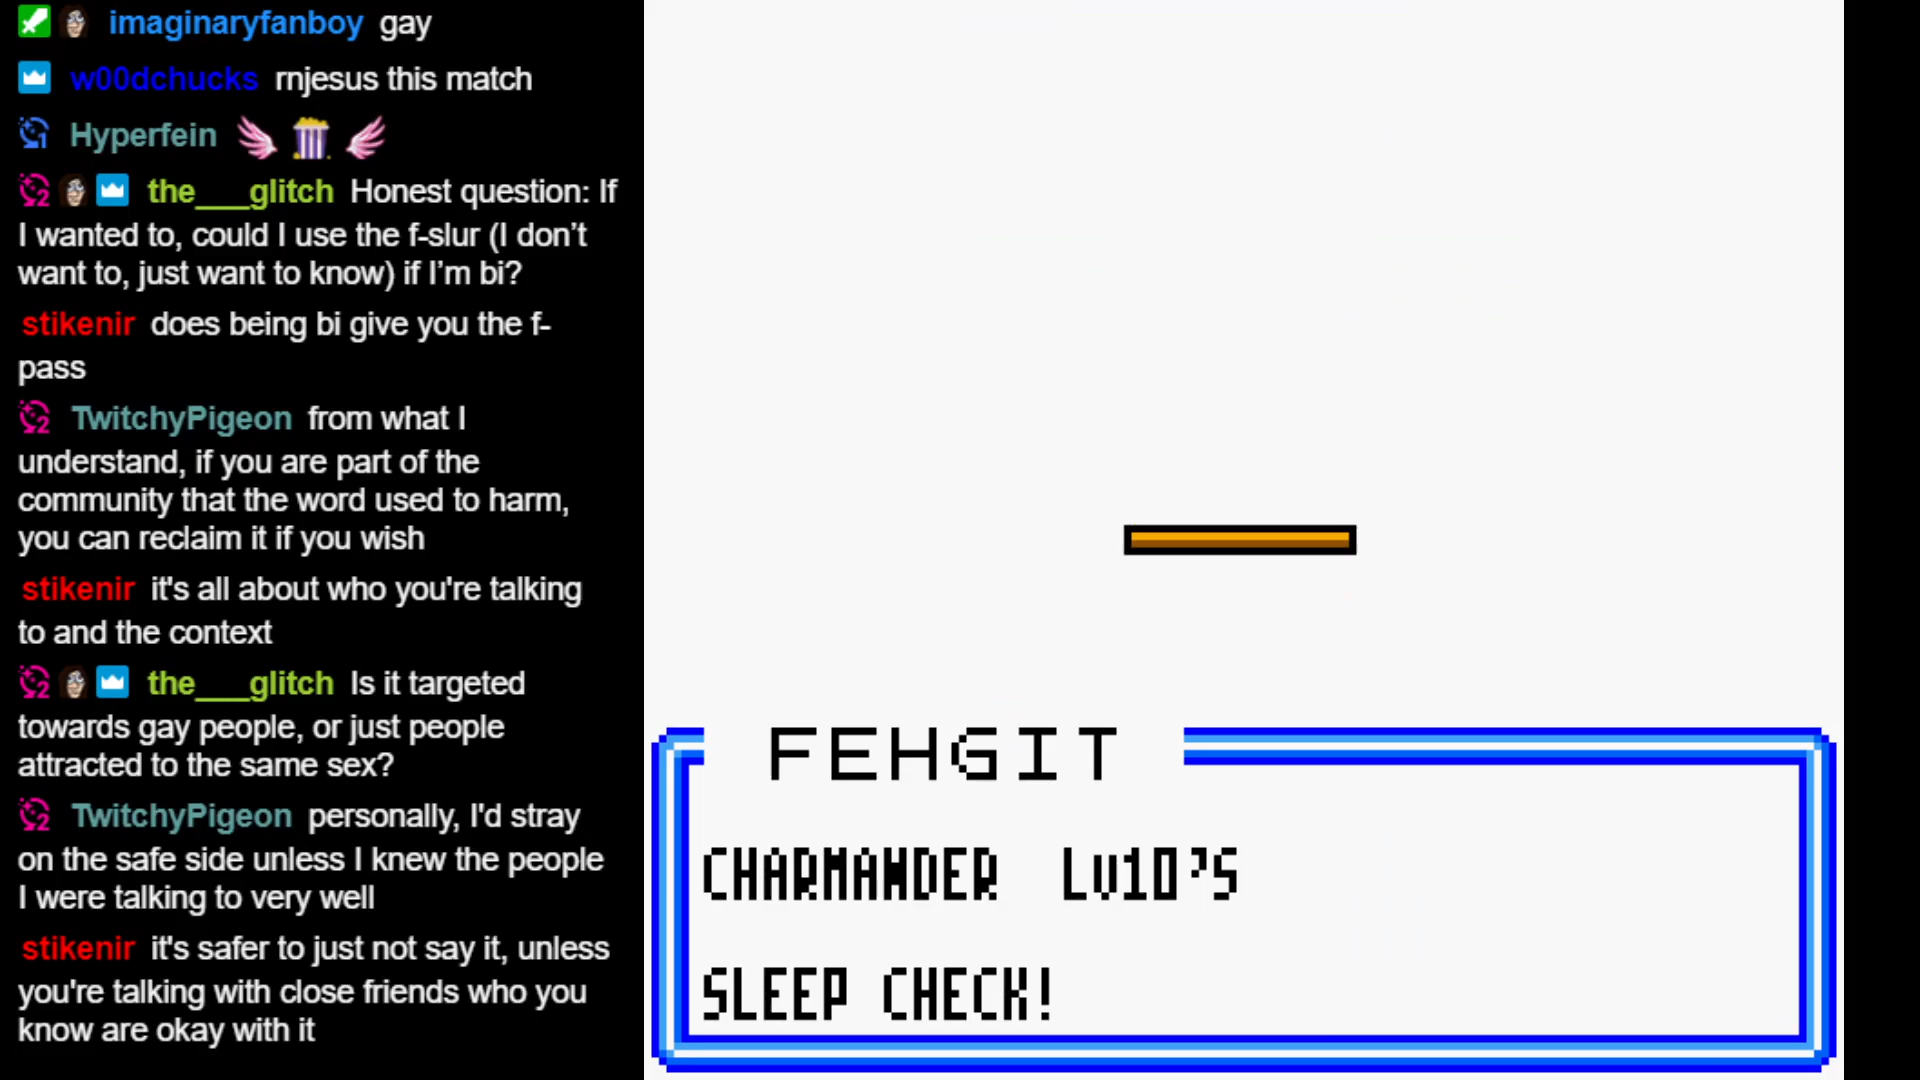 imaginaryfanboy gay
w00dchucks rnjesus this match
Hyperfein
the___glitch Honest question: If
I wanted to, could I use the f-slur (I don't
want to, just want to know) if I'm bi?
stikenir does being bi give you the f-
pass
TwitchyPigeon from what I
understand, if you are part of the
community that the word used to harm,
you can reclaim it if you wish
stikenir it's all about who you're talking
to and the context
the___glitch Is it targeted
towards gay people, or just people
attracted to the same sex?
TwitchyPigeon personally, I'd stray
on the safe side unless I knew the people
I were talking to very well
stikenir it's safer to just not say it, unless
you're talking with close friends who you
know are okay with it
FEHGIT
CHARMANDER Lv10'S
SLEEP CHECK!